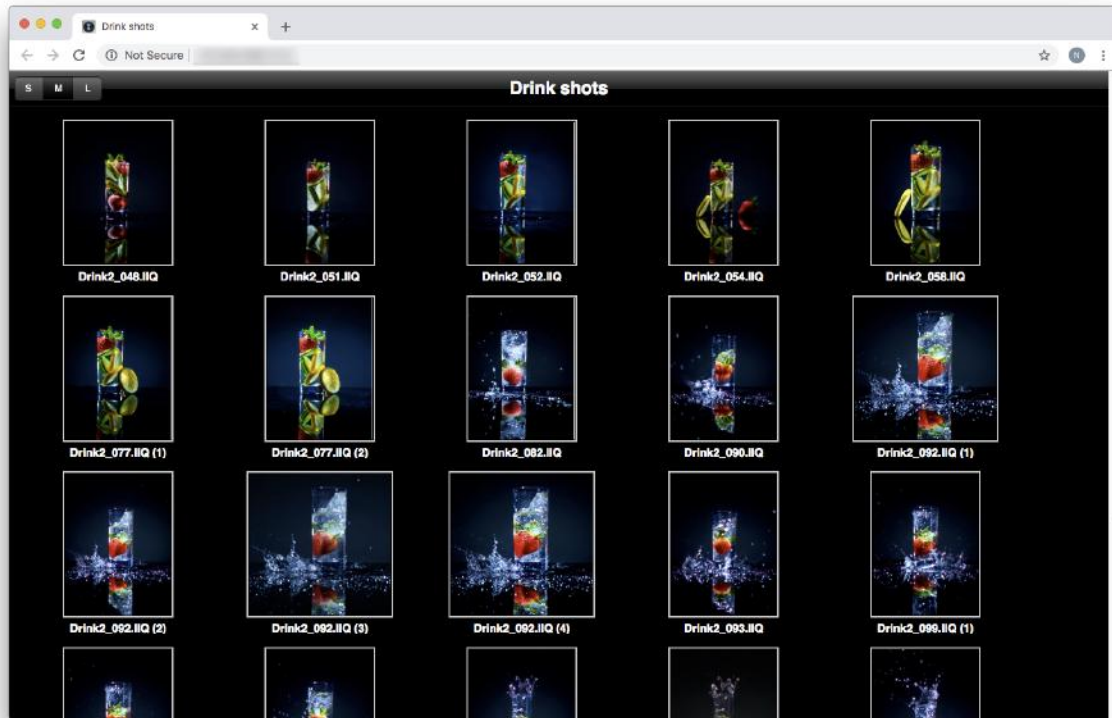 Drink shots
Not Secure
N
S M L
Drink shots
Drink2_048.IIQ
Drink2_051.IIQ
Drink2_052.IIQ
Drink2_054.IIQ
Drink2_058.IIQ
Drink2_077.IIQ (1)
Drink2_077.IIQ (2)
Drink2_082.IIQ
Drink2_090.IIQ
Drink2_092.IIQ (1)
Drink2_092.IIQ (2)
Drink2_092.IIQ (3)
Drink2_092.IIQ (4)
Drink2_093.IIQ
Drink2_099.IIQ (1)